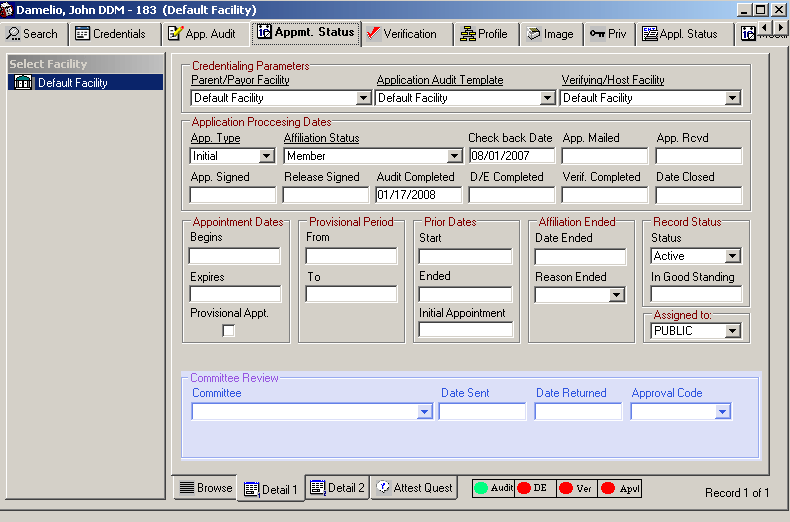 Damelio, John DDM - 183 (Default Facility)
Search Credentials App. Audit Appmt. Status Verification Profile Image Priv Appl. Status
Select Facility
Default Facility
Credentialing Parameters
Parent/Payor Facility Application Audit Template Verifying/Host Facility
Default Facility Default Facility Default Facility
Application Proccesing Dates
App. Type Affiliation Status Check back Date App. Mailed App. Rcvd
Initial Member 08/01/2007
App. Signed Release Signed Audit Completed D/E Completed Verif. Completed Date Closed
01/17/2008
Appointment Dates Provisional Period Prior Dates Affiliation Ended Record Status
Begins From Start Date Ended Status
Active
Expires To Ended Reason Ended In Good Standing
Provisional Appt. Initial Appointment Assigned to:
PUBLIC
Committee Review
Committee Date Sent Date Returned Approval Code
Browse Detail 1 Detail 2 Attest Quest Audit DE Ver Apvl Record 1 of 1